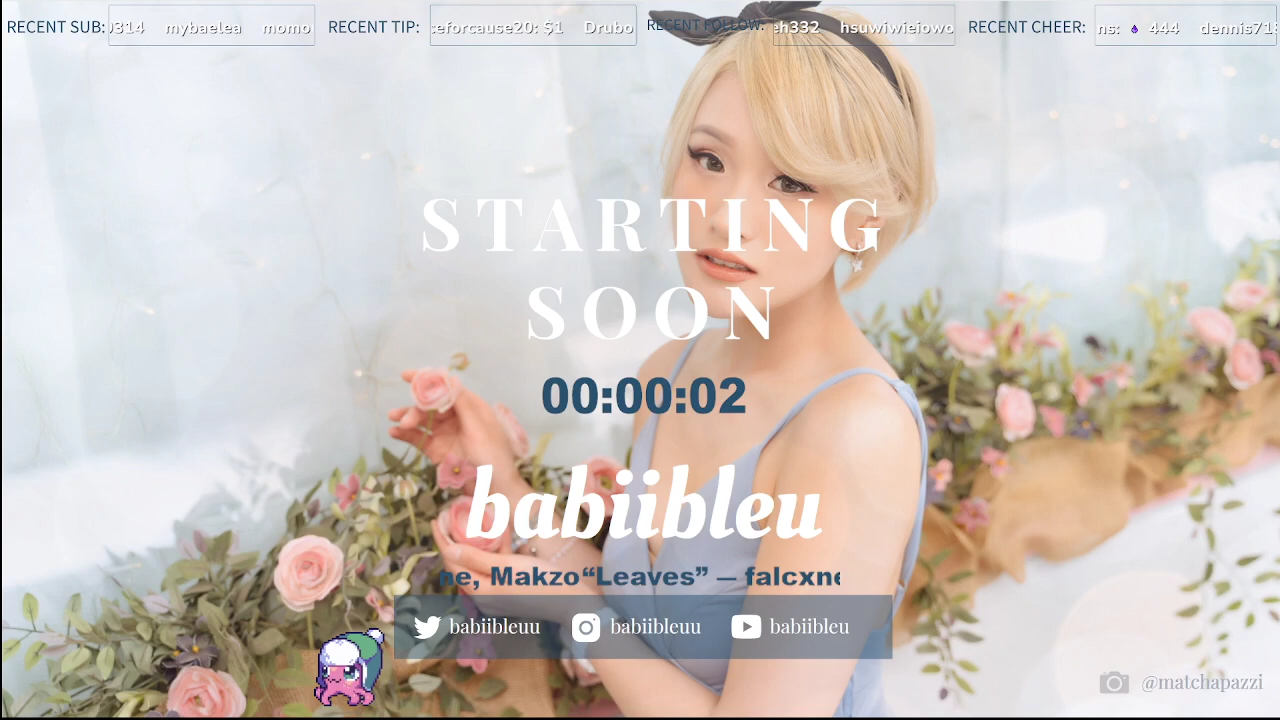 RECENT SUB: 314 mybaelea momo RECENT TIP: eforcause20: $1 Drubo RECENT FOLLOW: eh332 hsuwiwieiowo RECENT CHEER: ns: 444 dennis71
STARTING
SOON
00:00:02
babiibleu
ne, Makzo “Leaves” — falcxne
babiibleuu babiibleuu babiibleu
@matchapazzi